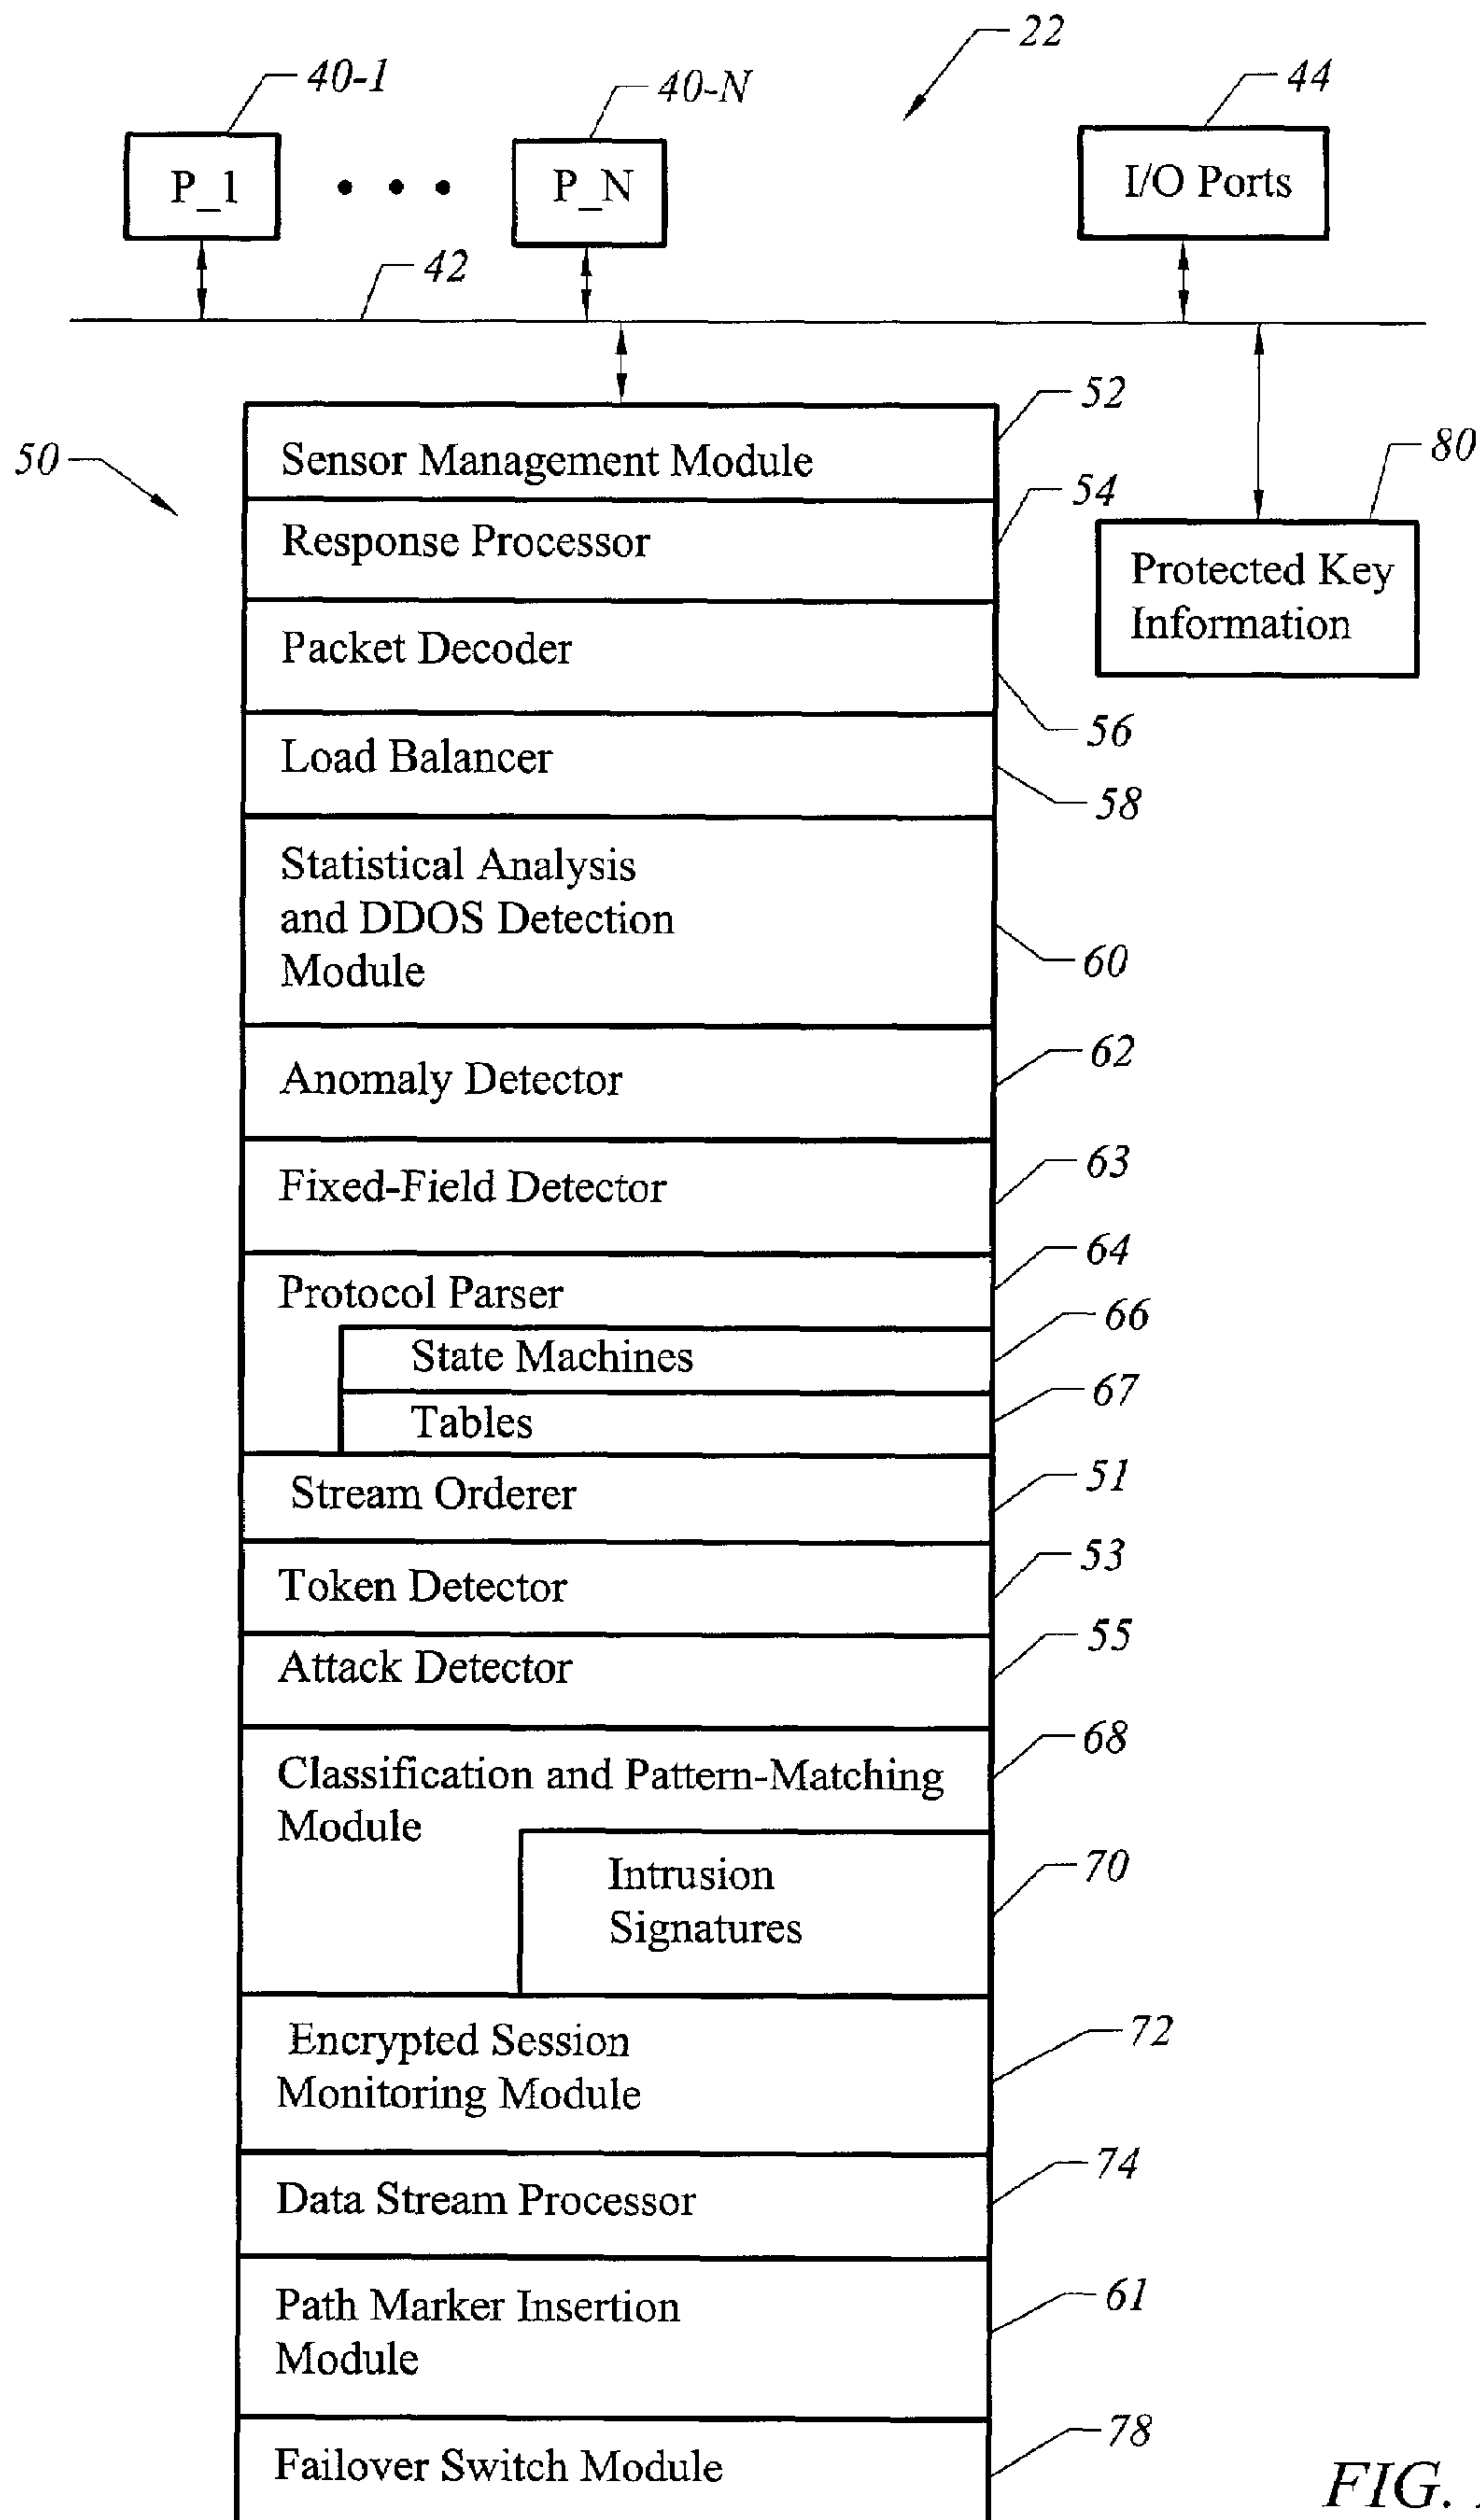 22
40-1
40-N
44
P_1
P_N
I/O Ports
42
52
50
Sensor Management Module
80
54
Response Processor
Protected Key
Information
Packet Decoder
56
Load Balancer
58
Statistical Analysis
and DDOS Detection
Module
60
62
Anomaly Detector
63
Fixed-Field Detector
64
Protocol Parser
66
State Machines
67
Tables
51
Stream Orderer
53
Token Detector
55
Attack Detector
68
Classification and Pattern-Matching
Module
70
Intrusion
Signatures
72
Encrypted Session
Monitoring Module
74
Data Stream Processor
61
Path Marker Insertion
Module
78
Failover Switch Module
FIG.